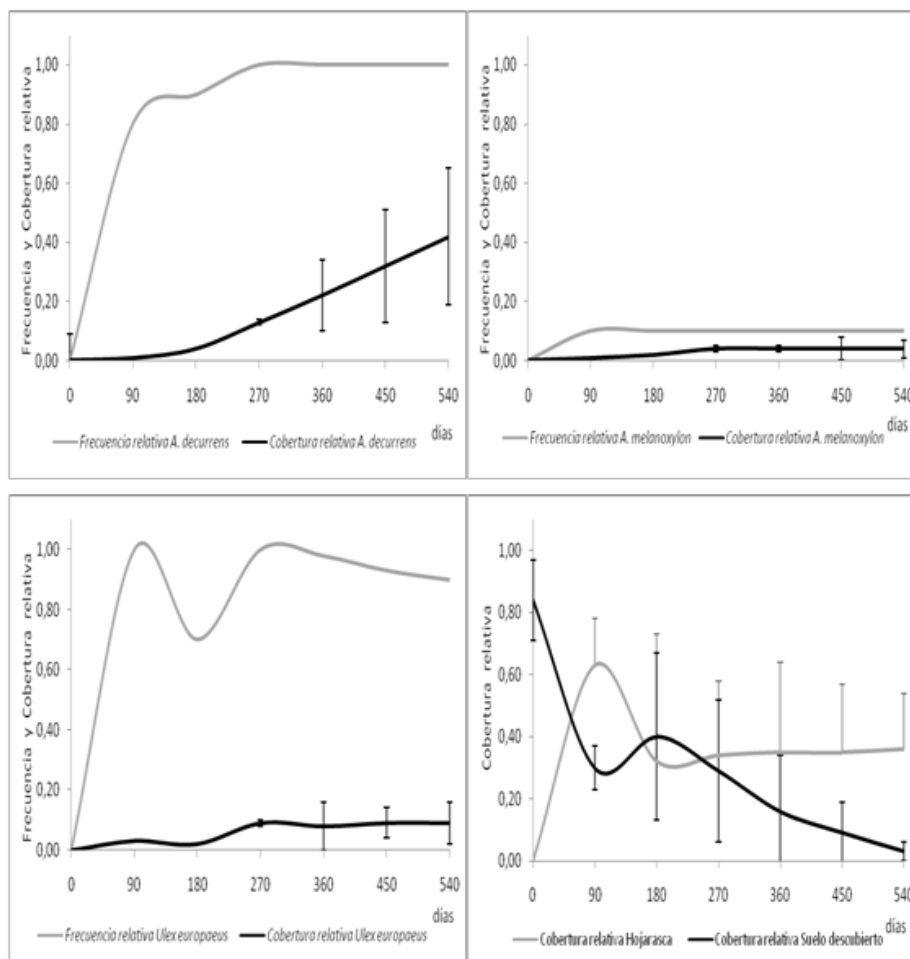 Frecuencia y Cobertura relativa
1,00
0,80
0,60
0,40
0,20
0,00
0 90 180 270 360 450 540
días
Frecuencia relativa A. decurrens Cobertura relativa A. decurrens
Frecuencia y Cobertura relativa
1,00
0,80
0,60
0,40
0,20
0,00
0 90 180 270 360 450 540
días
Frecuencia relativa A. melanoxylon Cobertura relativa A. melanoxylon
Frecuencia y Cobertura relativa
1,00
0,80
0,60
0,40
0,20
0,00
0 90 180 270 360 450 540
días
Frecuencia relativa Ulex europaeus Cobertura relativa Ulex europaeus
Cobertura relativa
1,00
0,80
0,60
0,40
0,20
0,00
0 90 180 270 360 450 540
días
Cobertura relativa Hojarasca Cobertura relativa Suelo descubierto